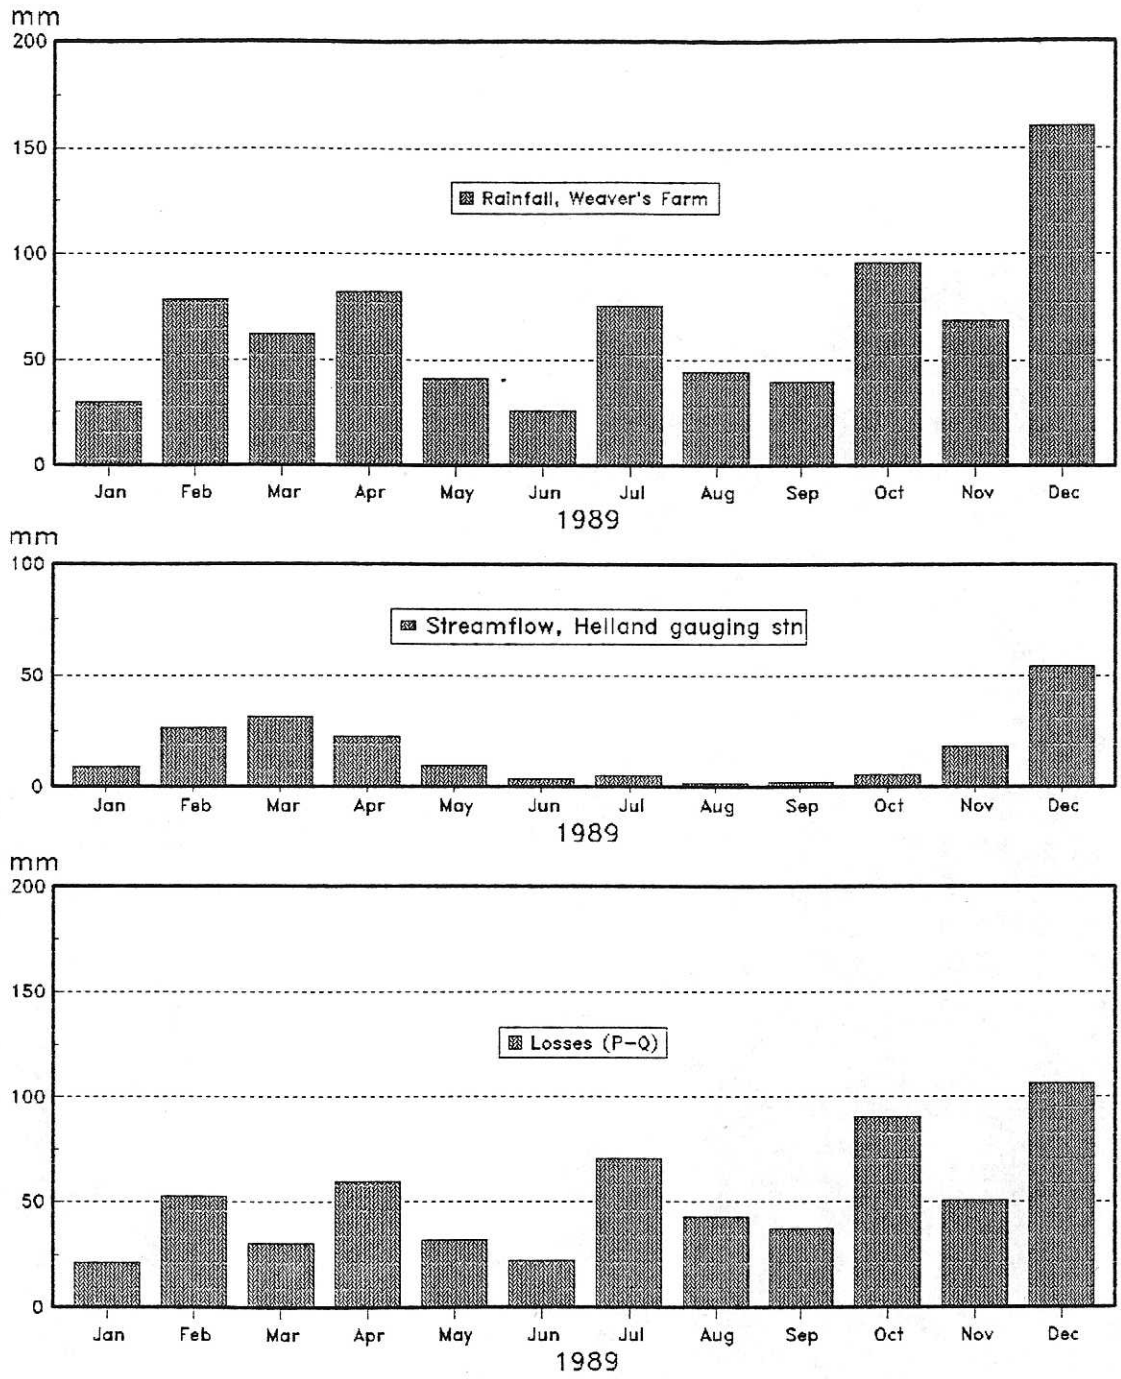 mm
200
150
Rainfall, Weaver's Farm
100
50
0
Jan Feb Mar Apr May Jun Jul Aug Sep Oct Nov Dec
1989
mm
100
Streamflow, Helland gauging stn
50
0
Jan Feb Mar Apr May Jun Jul Aug Sep Oct Nov Dec
1989
mm
200
150
Losses (P-Q)
100
50
0
Jan Feb Mar Apr May Jun Jul Aug Sep Oct Nov Dec
1989